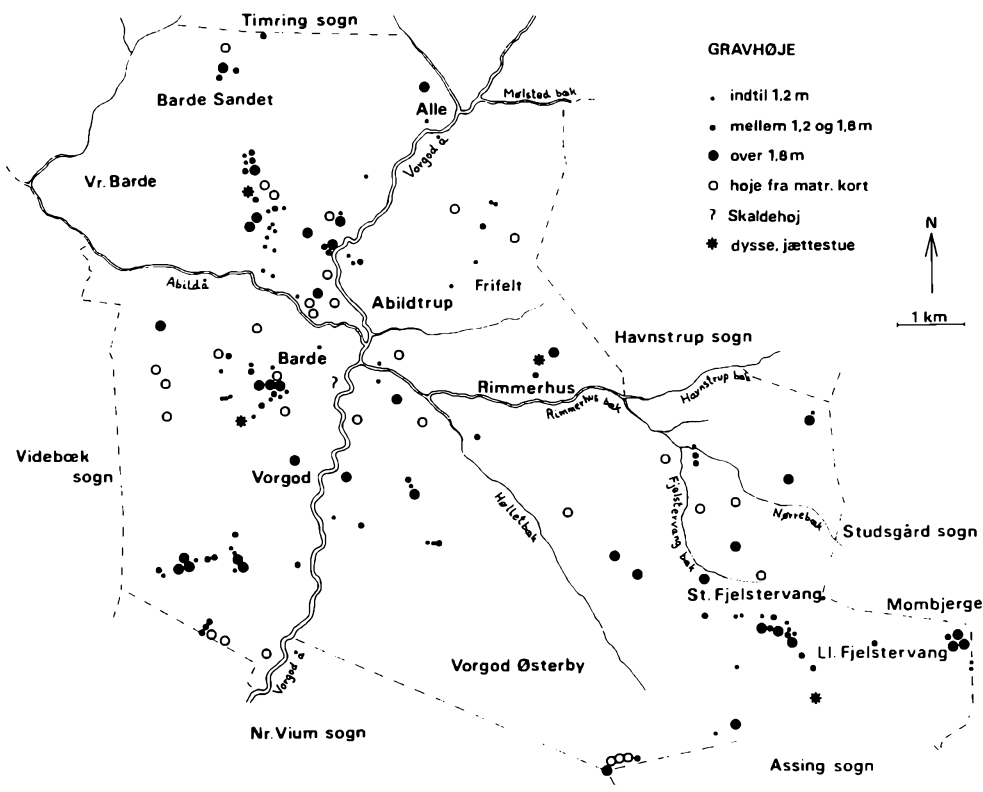 Timring sogn
GRAVHØJE
Mølsted bæk
indtil 1,2 m
Barde Sandet
Alle
mellem 1,2 og 1,8 m
Vorgod å
over 1,8 m
Vr. Barde
høje fra matr. kort
? Skaldehøj
N
dysse, jættestue
Abildå
Frifelt
Abildtrup
1 km
Havnstrup sogn
Barde
Rimmerhus
Havnstrup bæk
?
Rimmerhus bæk
Videbæk
sogn
Vorgod
Fjelstervang bæk
Hølletbæk
Nørrebæk
Studsgård sogn
St. Fjelstervang
Mombjerge
Ll. Fjelstervang
Vorgod Østerby
Vorgod å
Nr. Vium sogn
Assing sogn